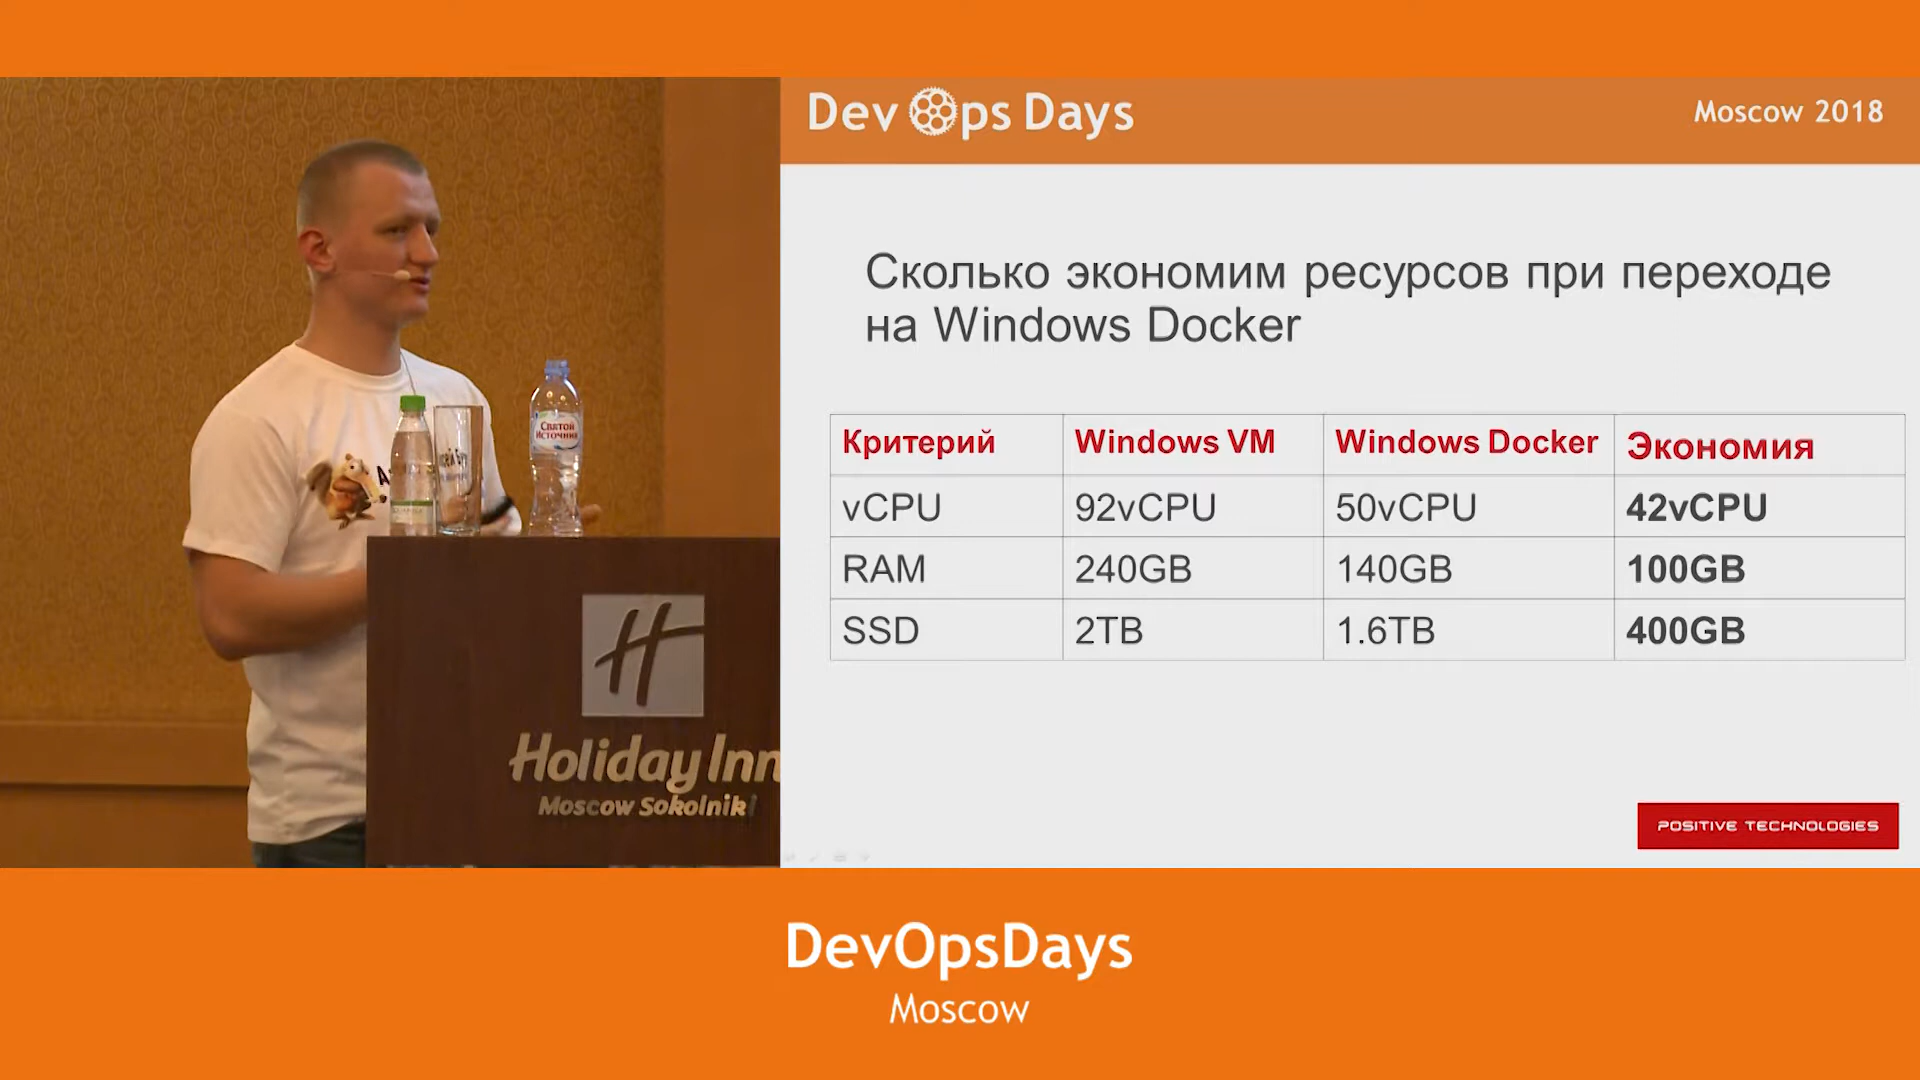 Dev Ops Days
Moscow 2018
Сколько экономим ресурсов при переходе
на Windows Docker
Критерий Windows VM Windows Docker Экономия
vCPU 92vCPU 50vCPU 42vCPU
RAM 240GB 140GB 100GB
SSD 2TB 1.6TB 400GB
POSITIVE TECHNOLOGIES
Святой
Источник
Holiday Inn
Moscow Sokolniki
DevOpsDays
Moscow